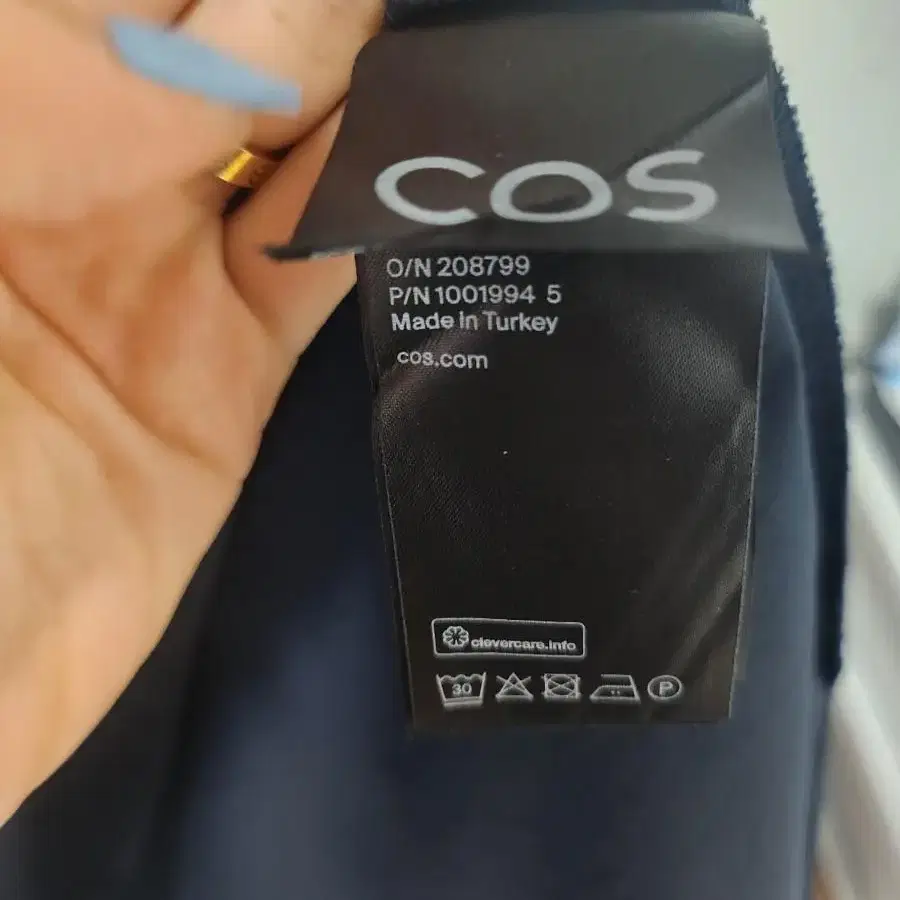 COS
O/N 208799
P/N 1001994 5
Made in Turkey
cos.com
clevercare.info
30
P